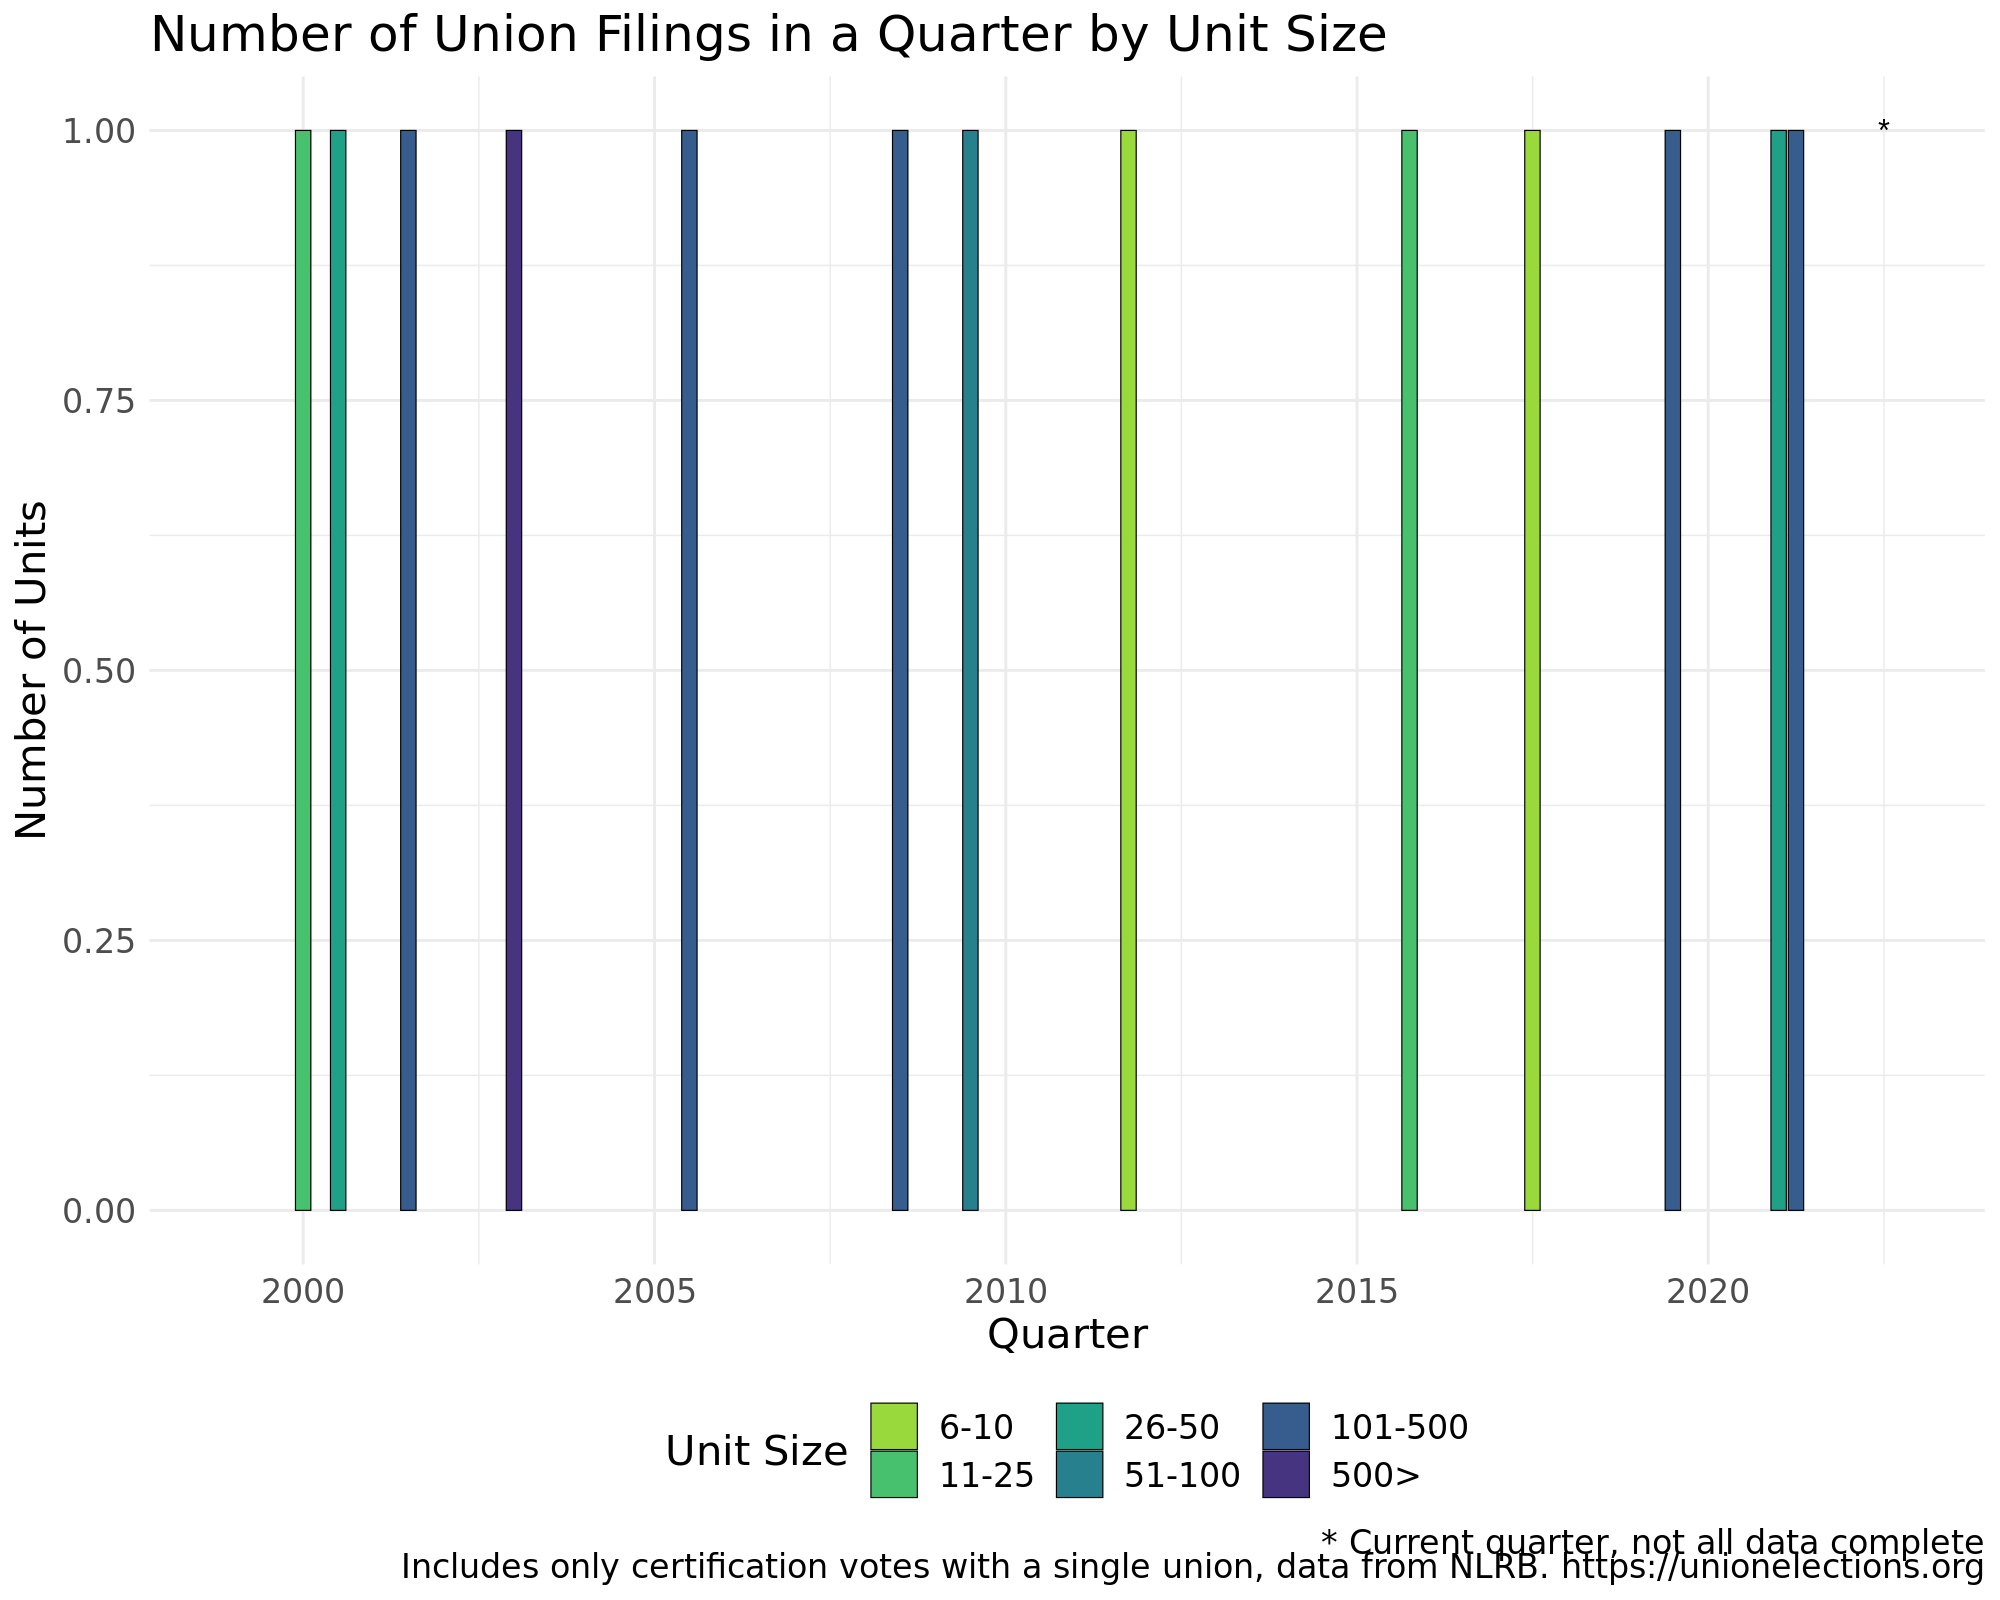 Number of Union Filings in a Quarter by Unit Size
*
1.00
0.75
0.50
0.25
0.00
Number of Units
2000 2005 2010 2015 2020
Quarter
Unit Size
6-10 26-50 101-500
11-25 51-100 500>
* Current quarter, not all data complete
Includes only certification votes with a single union, data from NLRB. https://unionelections.org